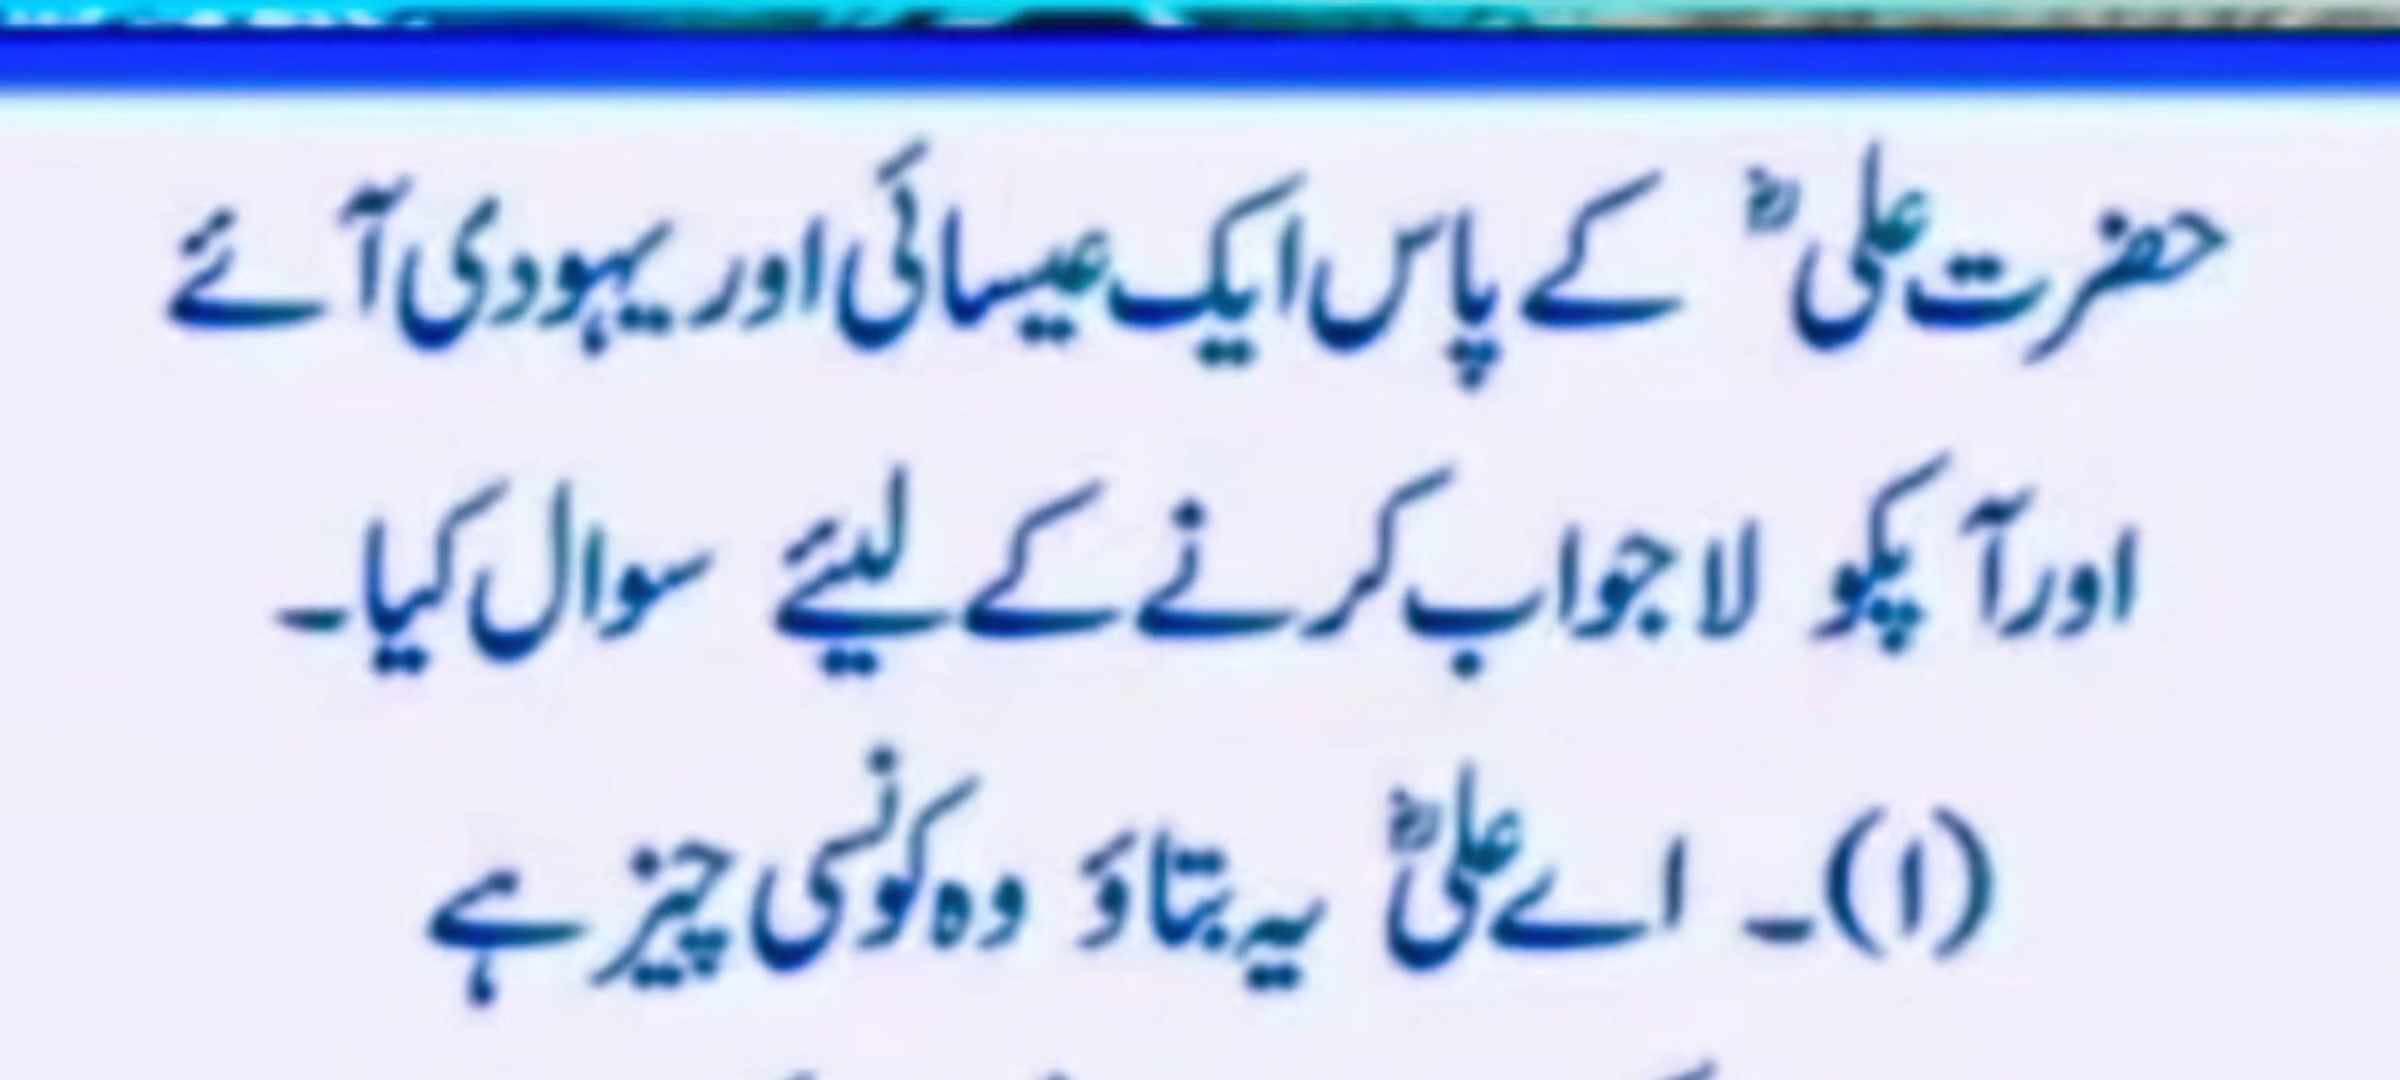 حضرت علیؓ کے پاس ایک عیسائی اور یہودی آئے
اور آپکو لاجواب کرنے کے لیئے سوال کیا۔
(۱)۔ اے علیؓ یہ بتاؤ وہ کونسی چیز ہے